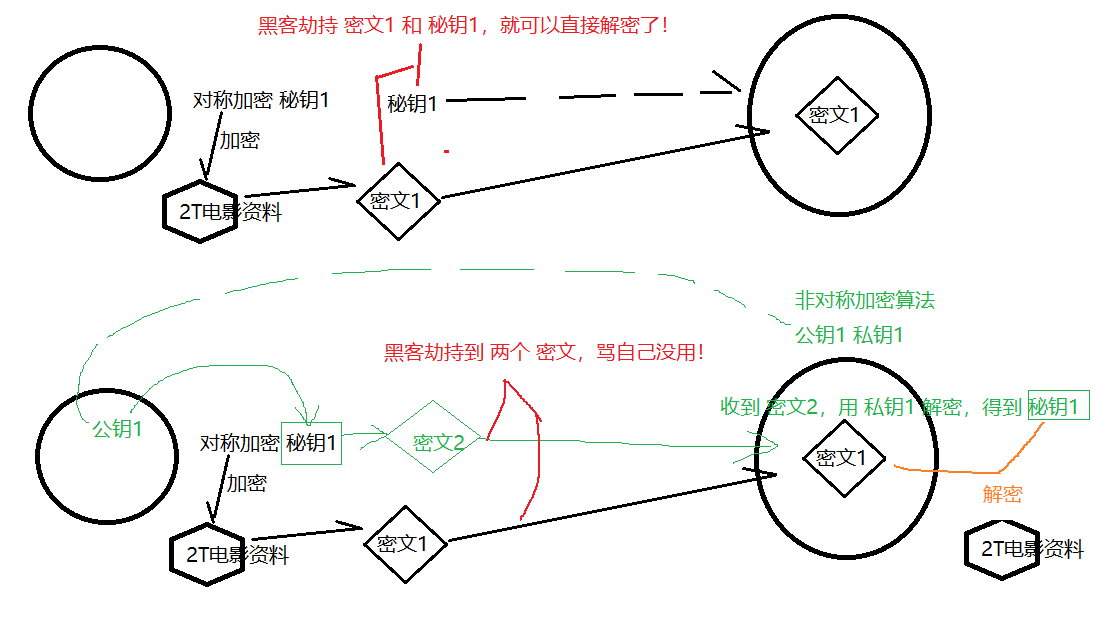 黑客劫持 密文1 和 秘钥1，就可以直接解密了！
对称加密 秘钥1
秘钥1
密文1
加密
密文1
2T电影资料
非对称加密算法
公钥1 私钥1
黑客劫持到 两个 密文，骂自己没用！
收到 密文2，用 私钥1 解密，得到 秘钥1
公钥1
对称加密 秘钥1
密文2
密文1
加密
解密
密文1
2T电影资料
2T电影资料